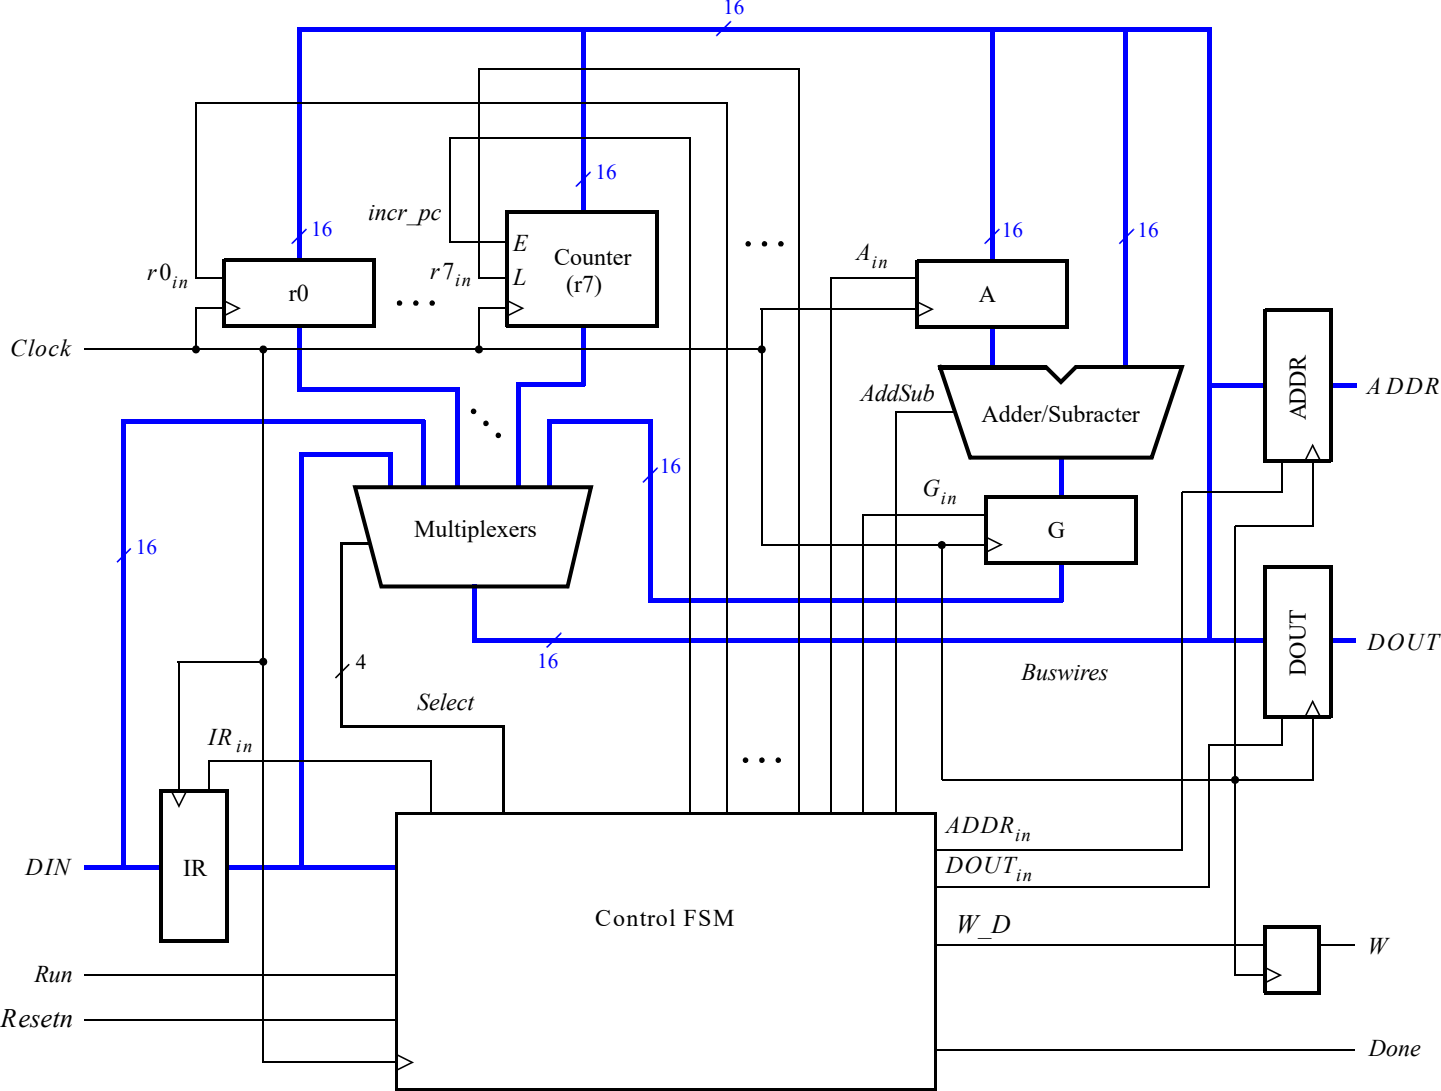 16
16
incr_pc
16
16
16
E
Counter
(r7)
L
r0in
r7in
Ain
r0
A
Clock
ADDR
ADDR
AddSub
Adder/Subracter
16
Gin
Multiplexers
G
16
4
16
DOUT
DOUT
Buswires
Select
IRin
ADDRin
DIN
IR
DOUTin
Control FSM
W_D
W
Run
Resetn
Done